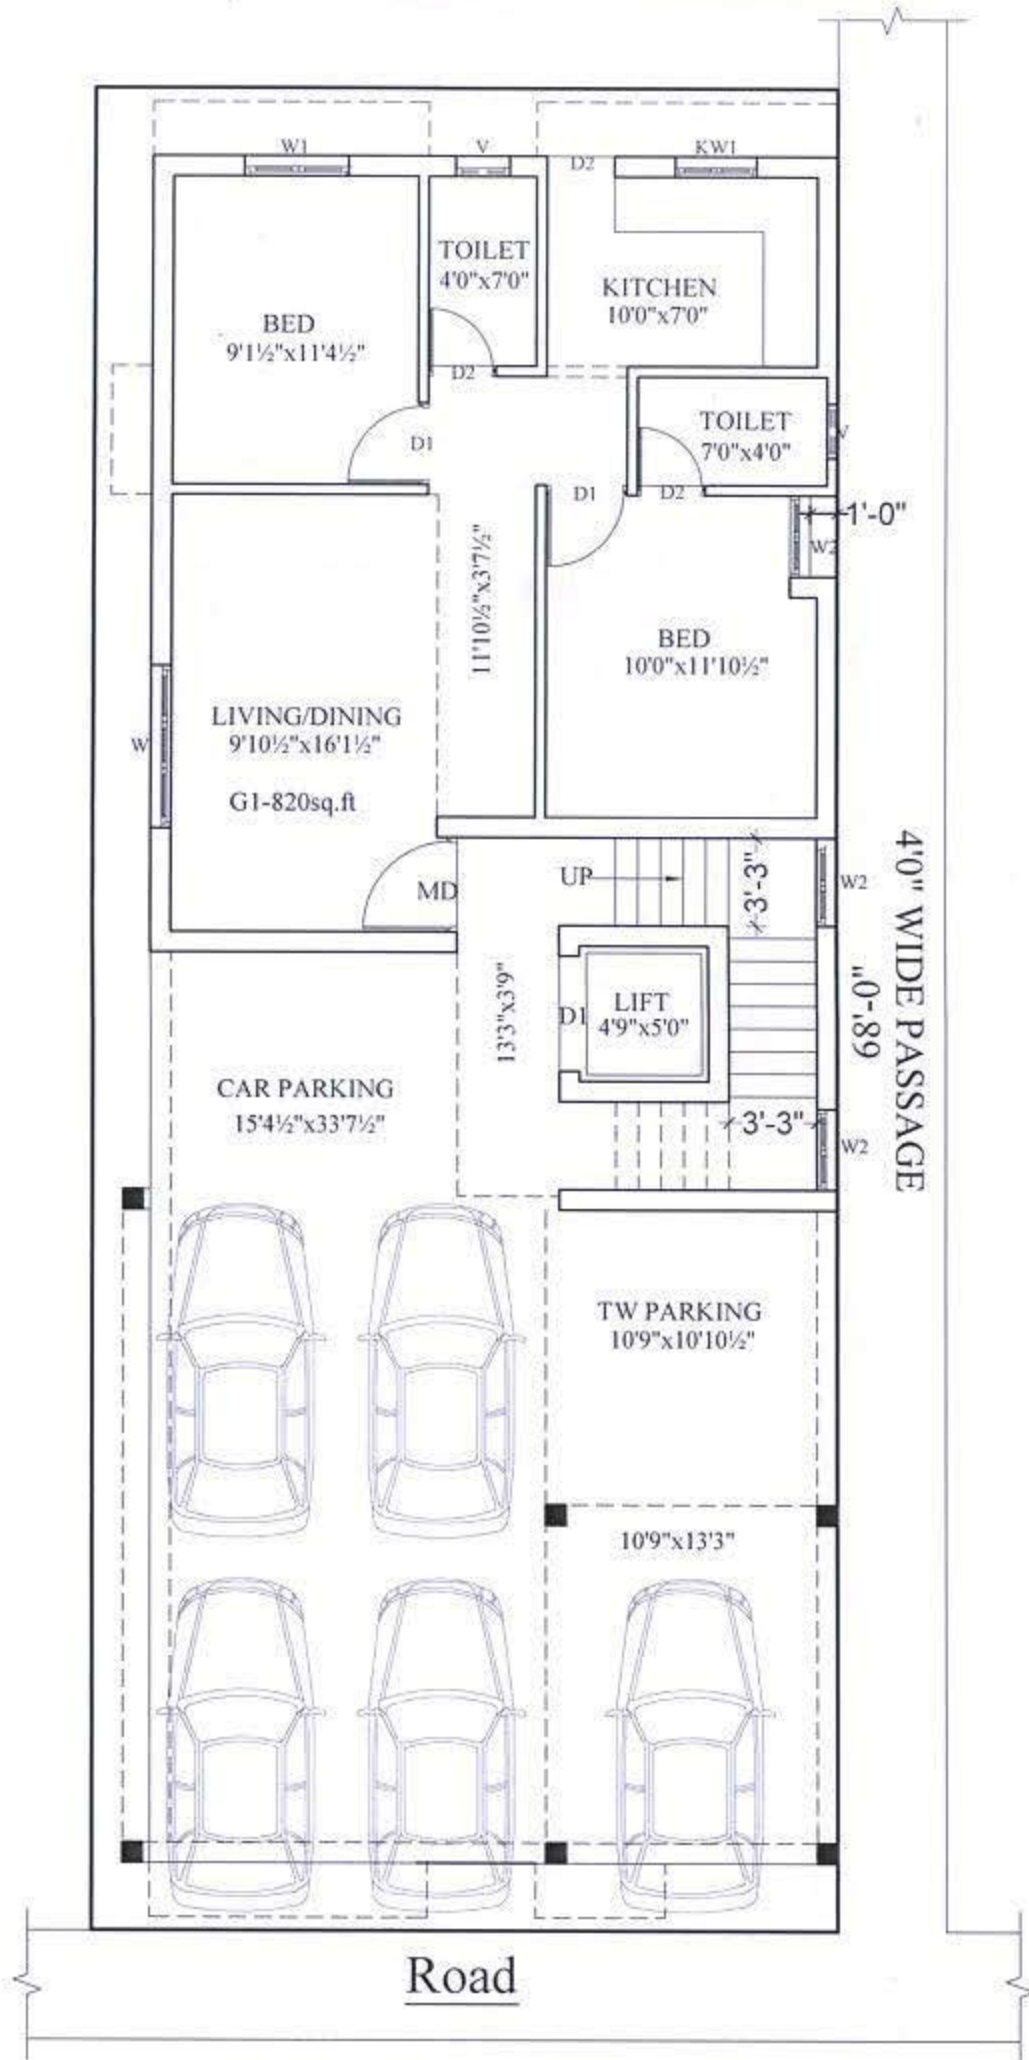 W1
V
D2
KW1
TOILET
4'0"x7'0"
KITCHEN
10'0"x7'0"
BED
9'1½"x11'4½"
D2
TOILET
7'0"x4'0"
V
D1
D1
D2
1'-0"
W2
11'10½"x3'7½"
BED
10'0"x11'10½"
LIVING/DINING
9'10½"x16'1½"
W
G1-820sq.ft
MD
UP
3'-3"
W2
4'0" WIDE PASSAGE
68'-0"
13'3"x3'9"
D1
LIFT
4'9"x5'0"
CAR PARKING
15'4½"x33'7½"
3'-3"
W2
TW PARKING
10'9"x10'10½"
10'9"x13'3"
Road